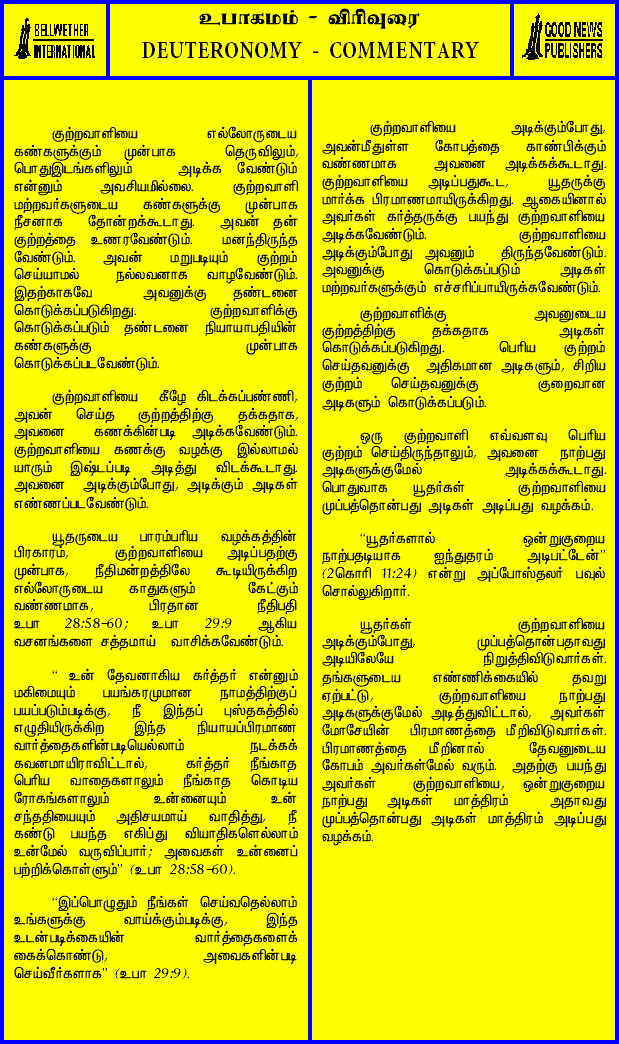 BELLWETHER
INTERNATIONAL
உபாகமம் - விரிவுரை
DEUTERONOMY - COMMENTARY
GOOD NEWS
PUBLISHERS
குற்றவாளியை எல்லோருடைய
கண்களுக்கும் முன்பாக தெருவிலும்,
பொதுஇடங்களிலும் அடிக்க வேண்டும்
என்னும் அவசியமில்லை. குற்றவாளி
மற்றவர்களுடைய கண்களுக்கு முன்பாக
நீசனாக தோன்றக்கூடாது. அவன் தன்
குற்றத்தை உணரவேண்டும். மனந்திருந்த
வேண்டும். அவன் மறுபடியும் குற்றம்
செய்யாமல் நல்லவனாக வாழவேண்டும்.
இதற்காகவே அவனுக்கு தண்டனை
கொடுக்கப்படுகிறது. குற்றவாளிக்கு
கொடுக்கப்படும் தண்டனை நியாயாபதியின்
கண்களுக்கு முன்பாக
கொடுக்கப்படவேண்டும்.
குற்றவாளியை கீழே கிடக்கப்பண்ணி,
அவன் செய்த குற்றத்திற்கு தக்கதாக,
அவனை கணக்கின்படி அடிக்கவேண்டும்.
குற்றவாளியை கணக்கு வழக்கு இல்லாமல்
யாரும் இஷ்டப்படி அடித்து விடக்கூடாது.
அவனை அடிக்கும்போது, அடிக்கும் அடிகள்
எண்ணப்படவேண்டும்.
யூதருடைய பாரம்பரிய வழக்கத்தின்
பிரகாரம், குற்றவாளியை அடிப்பதற்கு
முன்பாக, நீதிமன்றத்திலே கூடியிருக்கிற
எல்லோருடைய காதுகளும் கேட்கும்
வண்ணமாக, பிரதான நீதிபதி
உபா 28:58-60; உபா 29:9 ஆகிய
வசனங்களை சத்தமாய் வாசிக்கவேண்டும்.
“ உன் தேவனாகிய கர்த்தர் என்னும்
மகிமையும் பயங்கரமுமான நாமத்திற்குப்
பயப்படும்படிக்கு, நீ இந்தப் புஸ்தகத்தில்
எழுதியிருக்கிற இந்த நியாயப்பிரமாண
வார்த்தைகளின்படியெல்லாம் நடக்கக்
கவனமாயிராவிட்டால், கர்த்தர் நீங்காத
பெரிய வாதைகளாலும் நீங்காத கொடிய
ரோகங்களாலும் உன்னையும் உன்
சந்ததியையும் அதிசயமாய் வாதித்து, நீ
கண்டு பயந்த எகிப்து வியாதிகளெல்லாம்
உன்மேல் வருவிப்பார்; அவைகள் உன்னைப்
பற்றிக்கொள்ளும்” (உபா 28:58-60).
“இப்பொழுதும் நீங்கள் செய்வதெல்லாம்
உங்களுக்கு வாய்க்கும்படிக்கு, இந்த
உடன்படிக்கையின் வார்த்தைகளைக்
கைக்கொண்டு, அவைகளின்படி
செய்வீர்களாக” (உபா 29:9).
குற்றவாளியை அடிக்கும்போது,
அவன்மீதுள்ள கோபத்தை காண்பிக்கும்
வண்ணமாக அவனை அடிக்கக்கூடாது.
குற்றவாளியை அடிப்பதுகூட, யூதருக்கு
மார்க்க பிரமாணமாயிருக்கிறது. ஆகையினால்
அவர்கள் கர்த்தருக்கு பயந்து குற்றவாளியை
அடிக்கவேண்டும். குற்றவாளியை
அடிக்கும்போது அவனும் திருந்தவேண்டும்.
அவனுக்கு கொடுக்கப்படும் அடிகள்
மற்றவர்களுக்கும் எச்சரிப்பாயிருக்கவேண்டும்.
குற்றவாளிக்கு அவனுடைய
குற்றத்திற்கு தக்கதாக அடிகள்
கொடுக்கப்படுகிறது. பெரிய குற்றம்
செய்தவனுக்கு அதிகமான அடிகளும், சிறிய
குற்றம் செய்தவனுக்கு குறைவான
அடிகளும் கொடுக்கப்படும்.
ஒரு குற்றவாளி எவ்வளவு பெரிய
குற்றம் செய்திருந்தாலும், அவனை நாற்பது
அடிகளுக்குமேல் அடிக்கக்கூடாது.
பொதுவாக யூதர்கள் குற்றவாளியை
முப்பத்தொன்பது அடிகள் அடிப்பது வழக்கம்.
“யூதர்களால் ஒன்றுகுறைய
நாற்பதடியாக ஐந்துதரம் அடிபட்டேன்”
(2கொரி 11:24) என்று அப்போஸ்தலர் பவுல்
சொல்லுகிறார்.
யூதர்கள் குற்றவாளியை
அடிக்கும்போது, முப்பத்தொன்பதாவது
அடியிலேயே நிறுத்திவிடுவார்கள்.
தங்களுடைய எண்ணிக்கையில் தவறு
ஏற்பட்டு, குற்றவாளியை நாற்பது
அடிகளுக்குமேல் அடித்துவிட்டால், அவர்கள்
மோசேயின் பிரமாணத்தை மீறிவிடுவார்கள்.
பிரமாணத்தை மீறினால் தேவனுடைய
கோபம் அவர்கள்மேல் வரும். அதற்கு பயந்து
அவர்கள் குற்றவாளியை, ஒன்றுகுறைய
நாற்பது அடிகள் மாத்திரம் அதாவது
முப்பத்தொன்பது அடிகள் மாத்திரம் அடிப்பது
வழக்கம்.